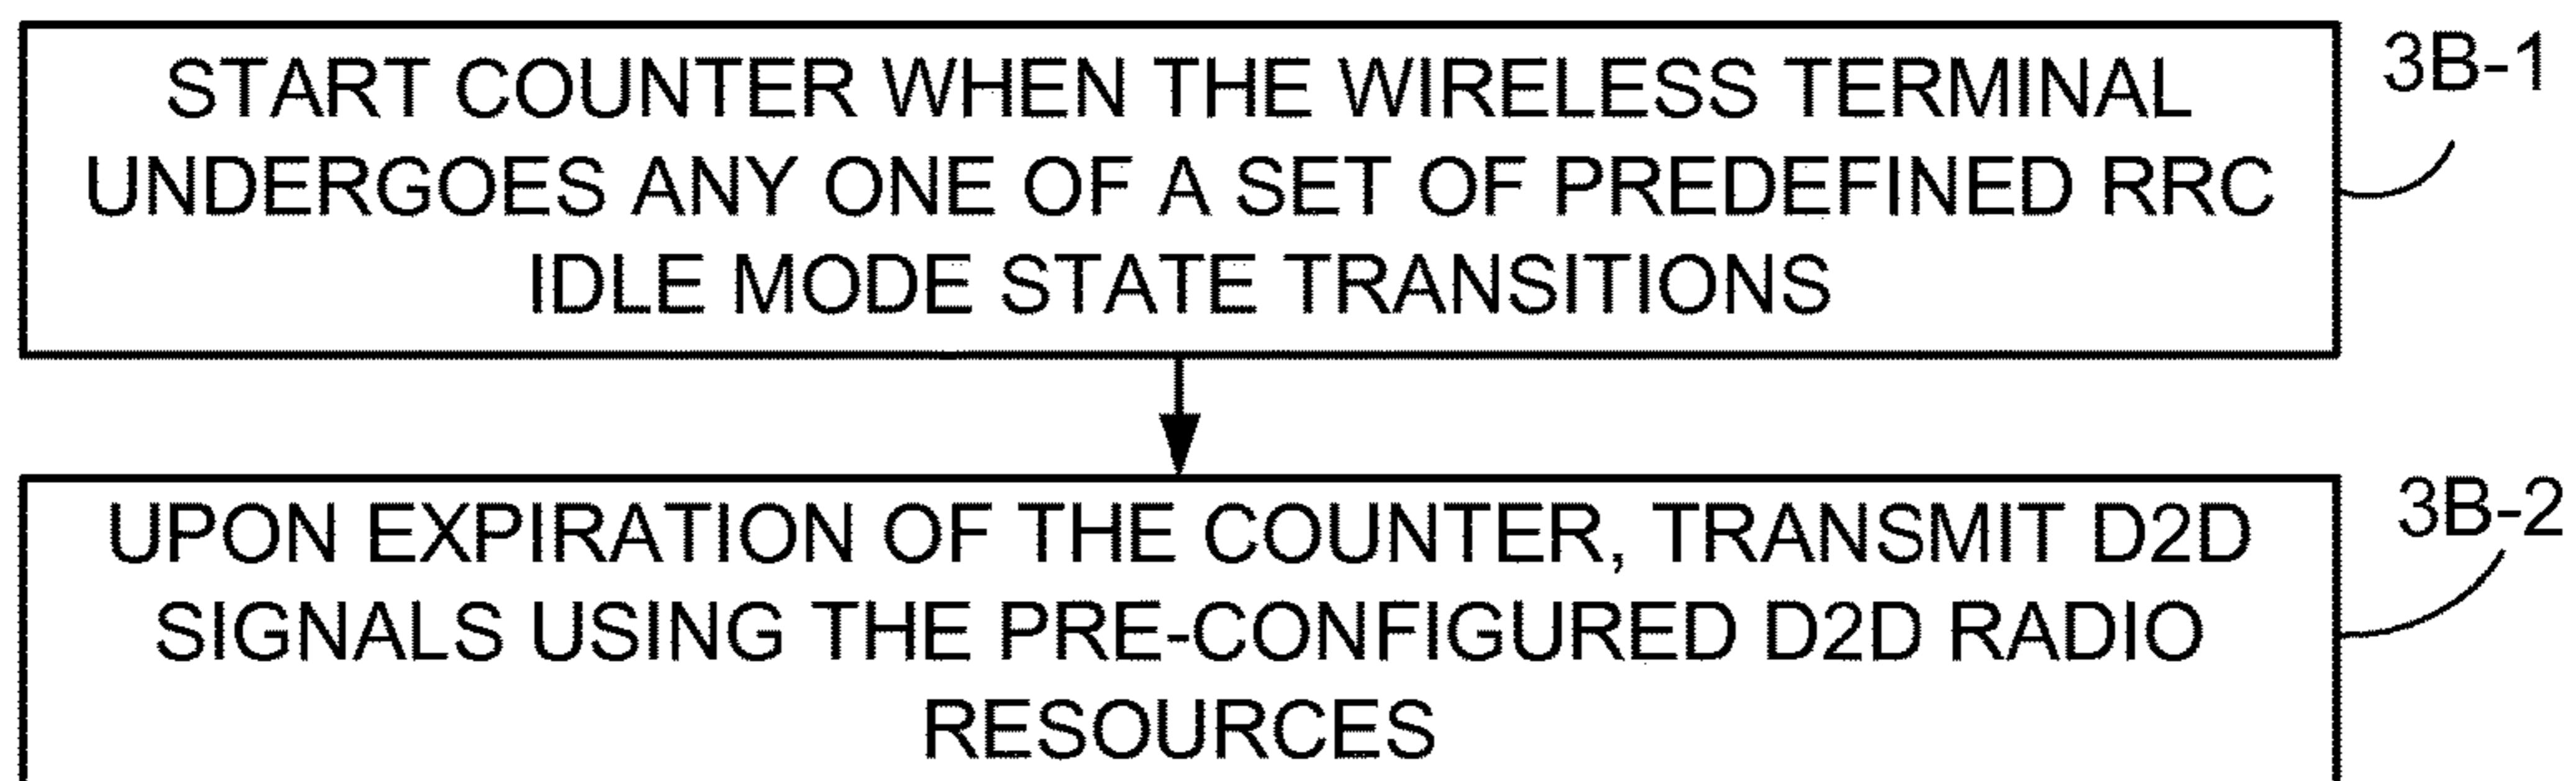 START COUNTER WHEN THE WIRELESS TERMINAL
3B-1
UNDERGOES ANY ONE OF A SET OF PREDEFINED RRC
IDLE MODE STATE TRANSITIONS
UPON EXPIRATION OF THE COUNTER, TRANSMIT D2D
3B-2
SIGNALS USING THE PRE-CONFIGURED D2D RADIO
RESOURCES